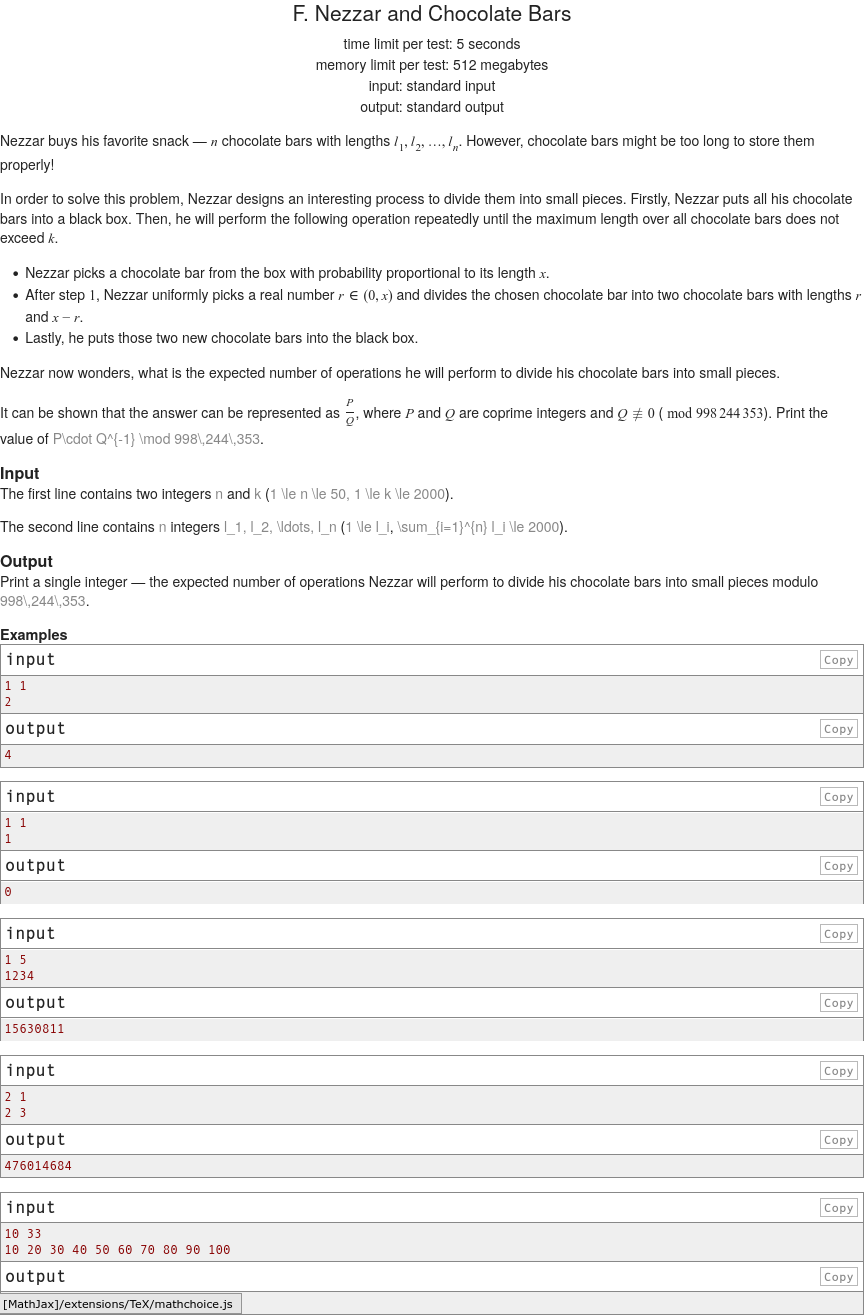 F. Nezzar and Chocolate Bars
time limit per test: 5 seconds
memory limit per test: 512 megabytes
input: standard input
output: standard output
Nezzar buys his favorite snack — n chocolate bars with lengths l_1, l_2, …, l_n. However, chocolate bars might be too long to store them
properly!
In order to solve this problem, Nezzar designs an interesting process to divide them into small pieces. Firstly, Nezzar puts all his chocolate
bars into a black box. Then, he will perform the following operation repeatedly until the maximum length over all chocolate bars does not
exceed k.
• Nezzar picks a chocolate bar from the box with probability proportional to its length x.
• After step 1, Nezzar uniformly picks a real number r ∈ (0, x) and divides the chosen chocolate bar into two chocolate bars with lengths r
and x − r.
• Lastly, he puts those two new chocolate bars into the black box.
Nezzar now wonders, what is the expected number of operations he will perform to divide his chocolate bars into small pieces.
It can be shown that the answer can be represented as P/Q, where P and Q are coprime integers and Q ≢ 0 ( mod 998 244 353). Print the
value of P\cdot Q^{-1} \mod 998\,244\,353.
Input
The first line contains two integers n and k (1 \le n \le 50, 1 \le k \le 2000).
The second line contains n integers l_1, l_2, \ldots, l_n (1 \le l_i, \sum_{i=1}^{n} l_i \le 2000).
Output
Print a single integer — the expected number of operations Nezzar will perform to divide his chocolate bars into small pieces modulo
998\,244\,353.
Examples
input Copy
1 1
2
output Copy
4
input Copy
1 1
1
output Copy
0
input Copy
1 5
1234
output Copy
15630811
input Copy
2 1
2 3
output Copy
476014684
input Copy
10 33
10 20 30 40 50 60 70 80 90 100
output Copy
[MathJax]/extensions/TeX/mathchoice.js